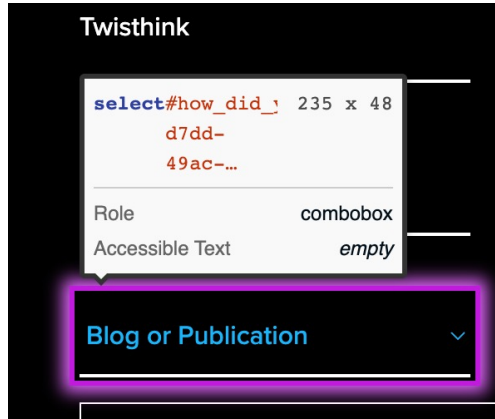 Twisthink
select#how_did_y 235 x 48
d7dd-
49ac-…
Role combobox
Accessible Text empty
Blog or Publication